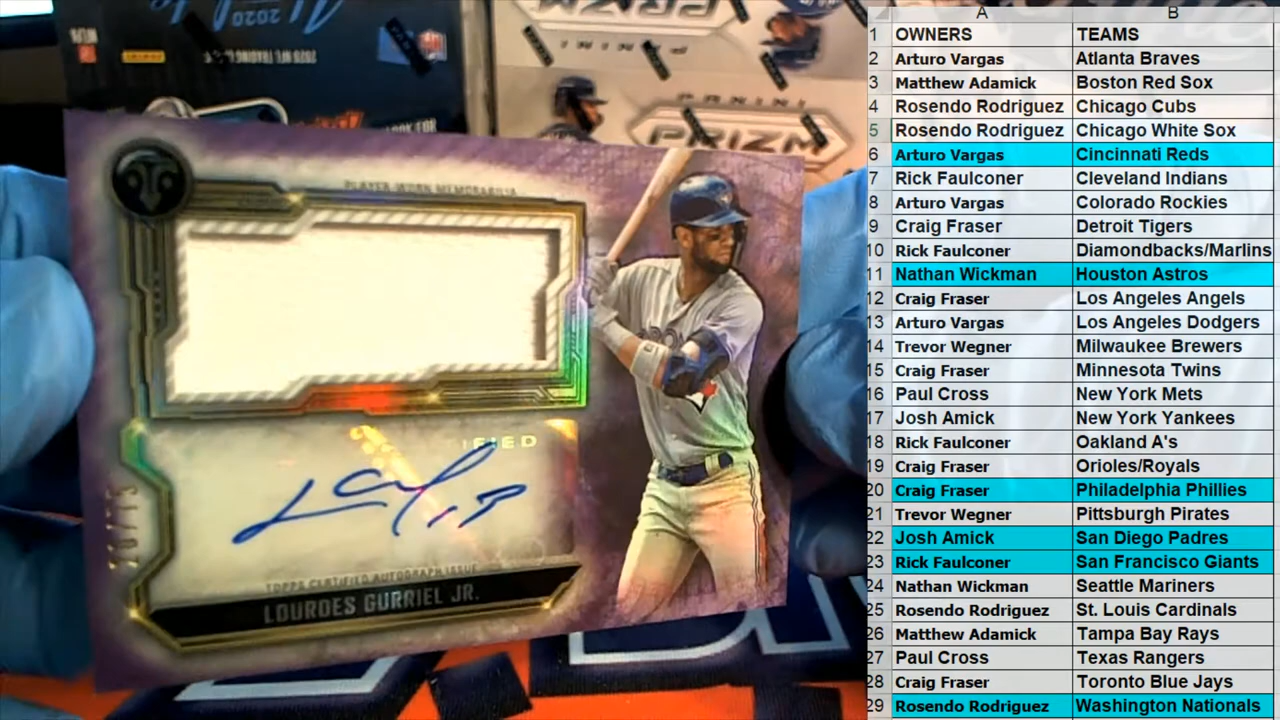 2020
PRIZM
PANINI
PRIZM
PLAYER-WORN MEMORABILIA
TOPPS CERTIFIED AUTOGRAPH ISSUE
LOURDES GURRIEL JR.
A B
1 OWNERS TEAMS
2 Arturo Vargas Atlanta Braves
3 Matthew Adamick Boston Red Sox
4 Rosendo Rodriguez Chicago Cubs
5 Rosendo Rodriguez Chicago White Sox
6 Arturo Vargas Cincinnati Reds
7 Rick Faulconer Cleveland Indians
8 Arturo Vargas Colorado Rockies
9 Craig Fraser Detroit Tigers
10 Rick Faulconer Diamondbacks/Marlins
11 Nathan Wickman Houston Astros
12 Craig Fraser Los Angeles Angels
13 Arturo Vargas Los Angeles Dodgers
14 Trevor Wegner Milwaukee Brewers
15 Craig Fraser Minnesota Twins
16 Paul Cross New York Mets
17 Josh Amick New York Yankees
18 Rick Faulconer Oakland A's
19 Craig Fraser Orioles/Royals
20 Craig Fraser Philadelphia Phillies
21 Trevor Wegner Pittsburgh Pirates
22 Josh Amick San Diego Padres
23 Rick Faulconer San Francisco Giants
24 Nathan Wickman Seattle Mariners
25 Rosendo Rodriguez St. Louis Cardinals
26 Matthew Adamick Tampa Bay Rays
27 Paul Cross Texas Rangers
28 Craig Fraser Toronto Blue Jays
29 Rosendo Rodriguez Washington Nationals